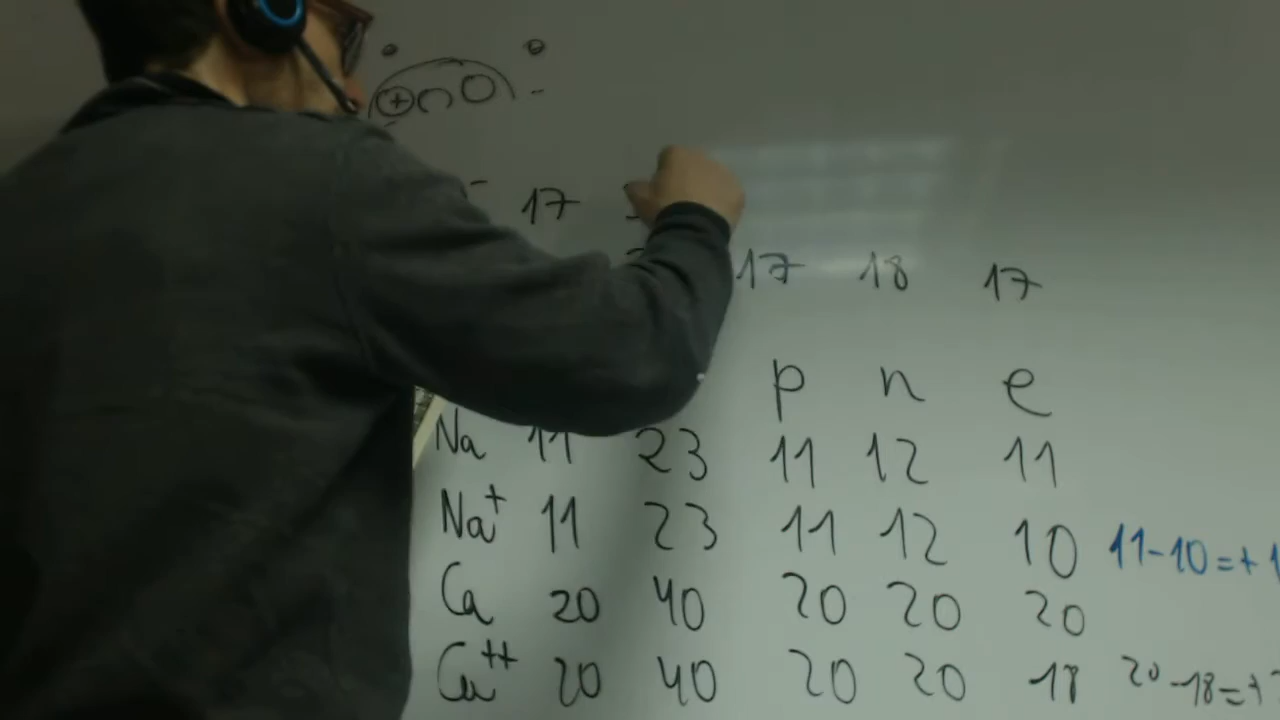 17
17 18 17
p n e
Na 11 23 11 12 11
Na⁺ 11 23 11 12 10 11-10=+1
Ca 20 40 20 20 20
Ca⁺⁺ 20 40 20 20 18 20-18=+